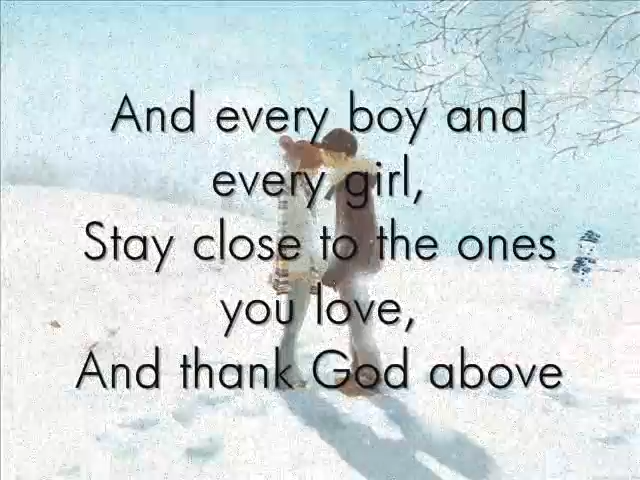 And every boy and
every girl,
Stay close to the ones
you love,
And thank God above